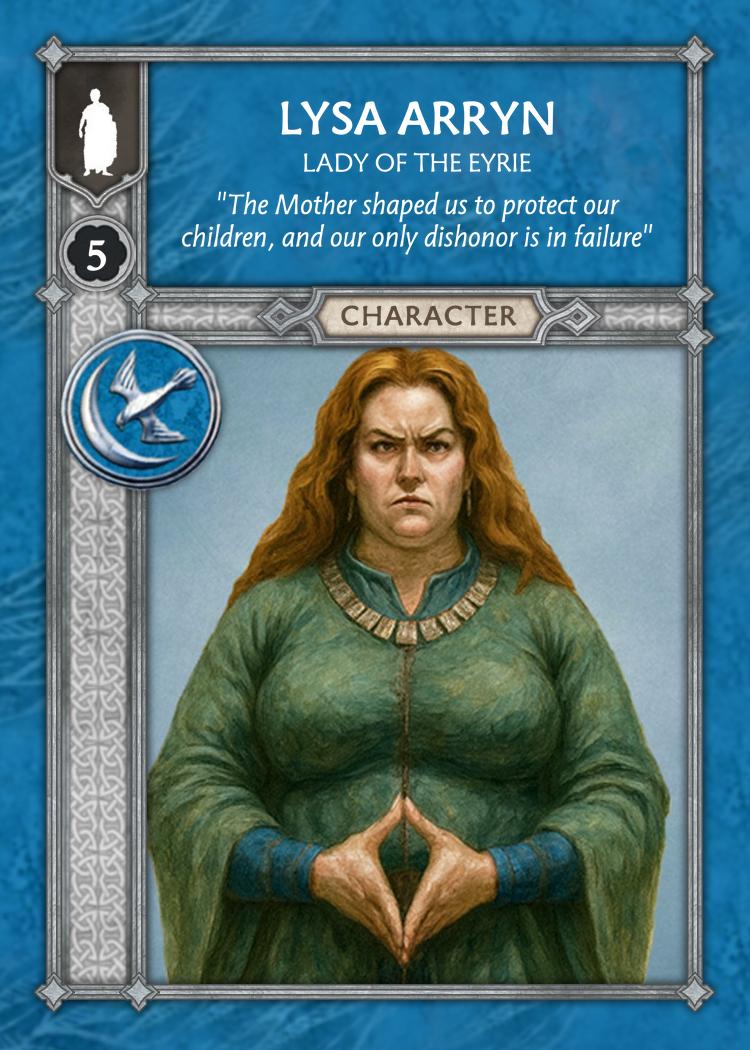 LYSA ARRYN
LADY OF THE EYRIE
"The Mother shaped us to protect our
children, and our only dishonor is in failure"
5
CHARACTER